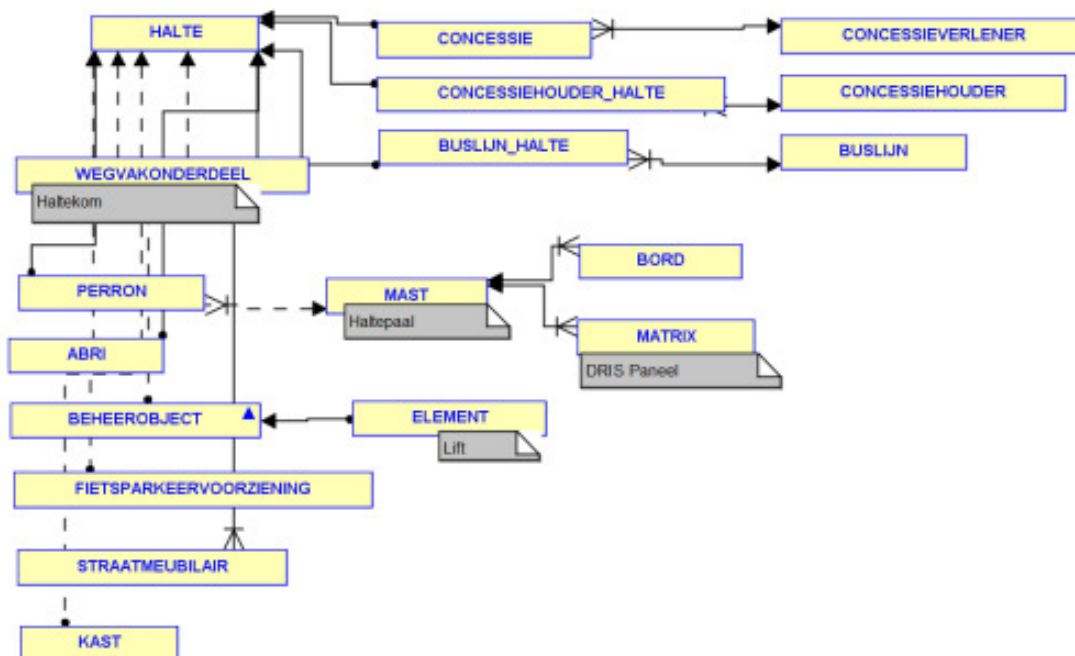 HALTE
CONCESSIE
CONCESSIEVERLENER
CONCESSIEHOUDER_HALTE
CONCESSIEHOUDER
BUSLIJN_HALTE
BUSLIJN
WEGVAKONDERDEEL
Haltekom
BORD
PERRON
MAST
Haltepaal
MATRIX
DRIS Paneel
ABRI
BEHEEROBJECT
ELEMENT
Lift
FIETSPARKEERVOORZIENING
STRAATMEUBILAIR
KAST